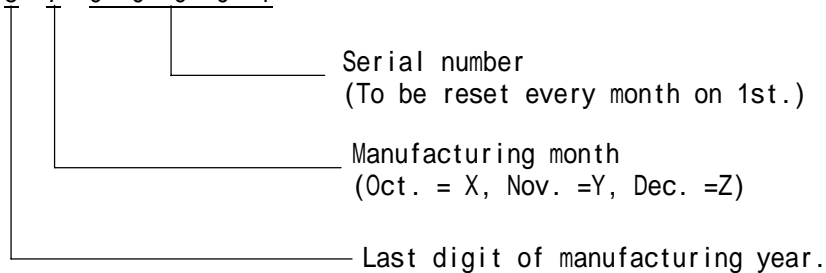 Serial number
(To be reset every month on 1st.)
Manufacturing month
(Oct. = X, Nov. =Y, Dec. =Z)
Last digit of manufacturing year.